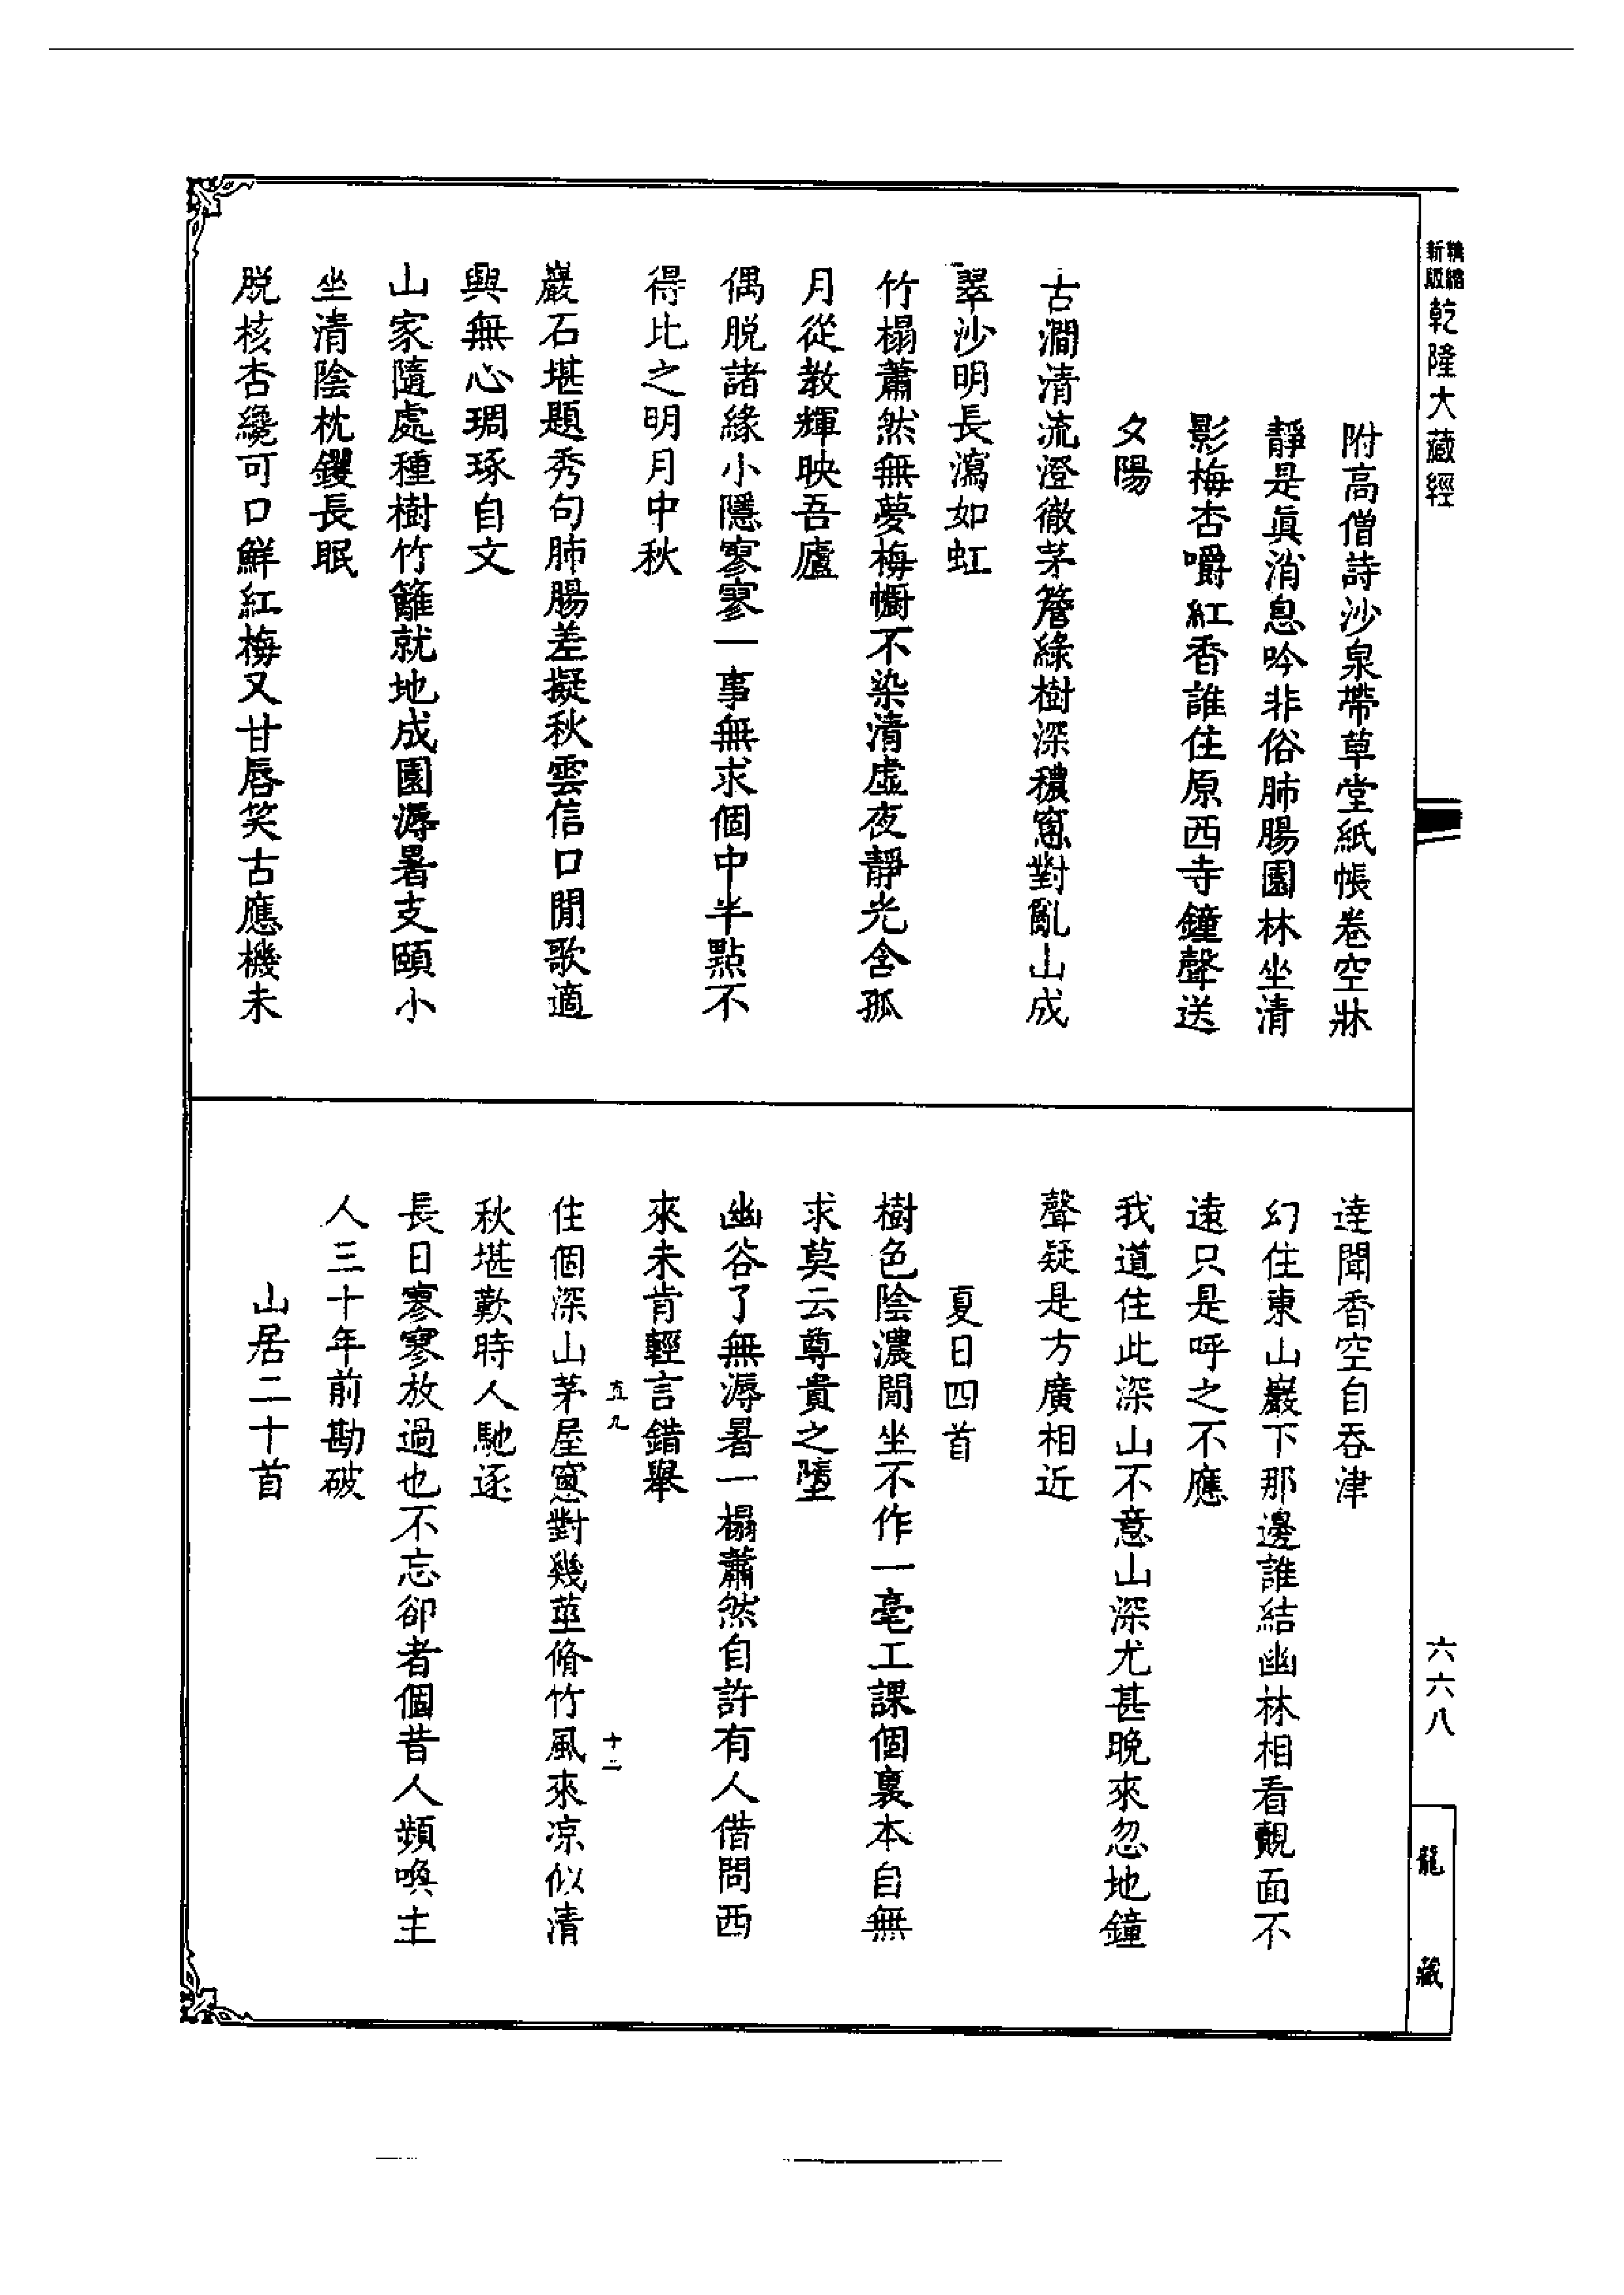 精縮新版乾隆大藏經
附高僧詩沙泉帶草堂紙帳卷空牀
靜是眞消息吟非俗肺腸園林坐清
影梅杏嚼紅香誰住原西寺鐘聲送
夕陽
古澗清流澄徹茅簷綠樹深穠窻對亂山成
翠沙明長瀉如虹
竹榻蕭然無夢梅㡡不染清虛夜靜光含孤
月從教輝映吾廬
偶脫諸緣小隱寥寥一事無求個中半點不
得比之明月中秋
巖石堪題秀句肺腸差擬秋雲信口閒歌適
興無心琱琢自文
山家隨處種樹竹籬就地成園溽暑支頤小
坐清陰枕钁長眠
脫核杏纔可口鮮紅梅又甘唇笑古應機未
達聞香空自吞津
幻住東山巖下那邊誰結幽林相看覿面不
遠只是呼之不應
我道住此深山不意山深尤甚晚來忽地鐘
聲疑是方廣相近
夏日四首
樹色陰濃閒坐不作一毫工課個裏本自無
求莫云尊貴之墮
幽谷了無溽暑一榻蕭然自許有人借問西
來未肯輕言錯舉
直九
十二
住個深山茅屋窻對幾莖脩竹風來凉似清
秋堪歎時人馳逐
長日寥寥放過也不忘卻者個昔人頻喚主
人三十年前勘破
山居二十首
六六八
龍藏